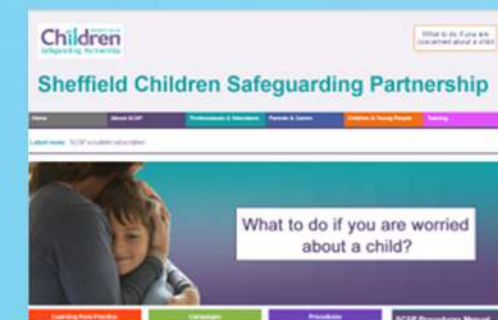 Children
Safeguarding Partnership
What to do if you are
concerned about a child
Sheffield Children Safeguarding Partnership
Home
About SCSP
Professionals & Volunteers
Parents & Carers
Children & Young People
Training
Latest news:
What to do if you are worried
about a child?
Learning from Practice
Campaigns
Procedures
SCSP Procedures Manual